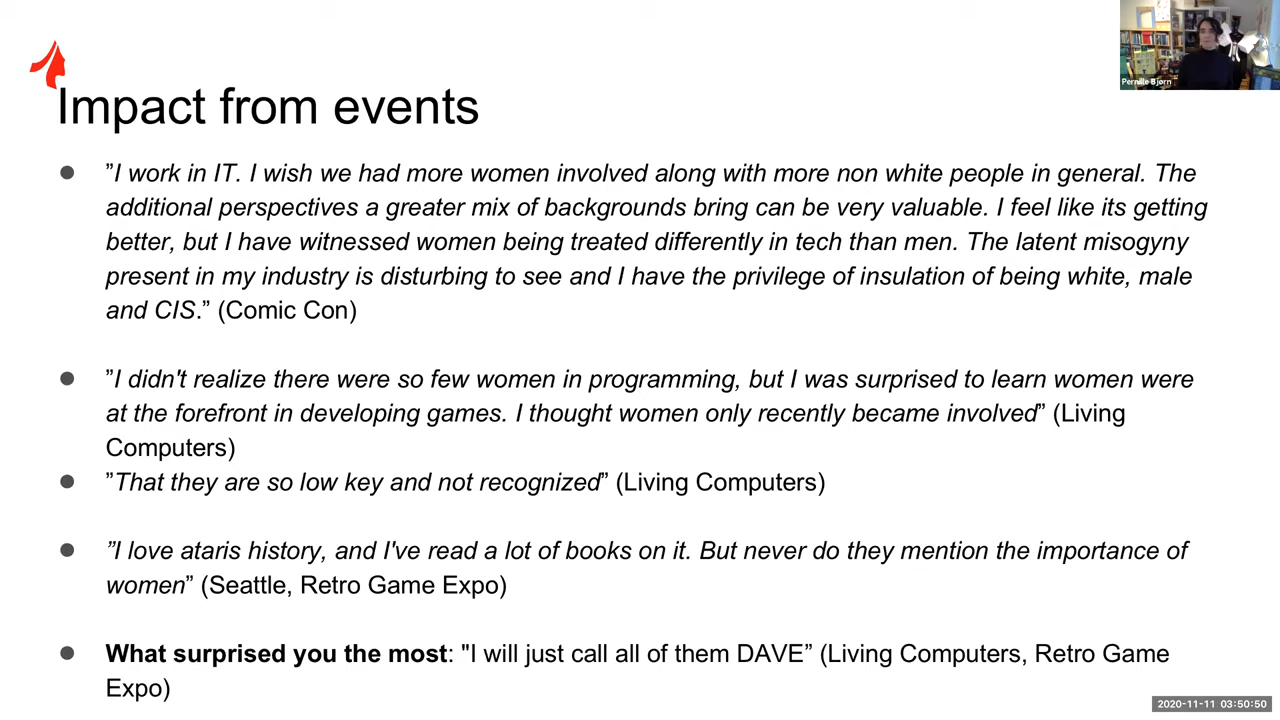 Pernille Bjørn
Impact from events
● ”I work in IT. I wish we had more women involved along with more non white people in general. The
additional perspectives a greater mix of backgrounds bring can be very valuable. I feel like its getting
better, but I have witnessed women being treated differently in tech than men. The latent misogyny
present in my industry is disturbing to see and I have the privilege of insulation of being white, male
and CIS.” (Comic Con)
● ”I didn't realize there were so few women in programming, but I was surprised to learn women were
at the forefront in developing games. I thought women only recently became involved” (Living
Computers)
● ”That they are so low key and not recognized” (Living Computers)
● ”I love ataris history, and I've read a lot of books on it. But never do they mention the importance of
women” (Seattle, Retro Game Expo)
● What surprised you the most: "I will just call all of them DAVE” (Living Computers, Retro Game
Expo)
2020-11-11 03:50:50